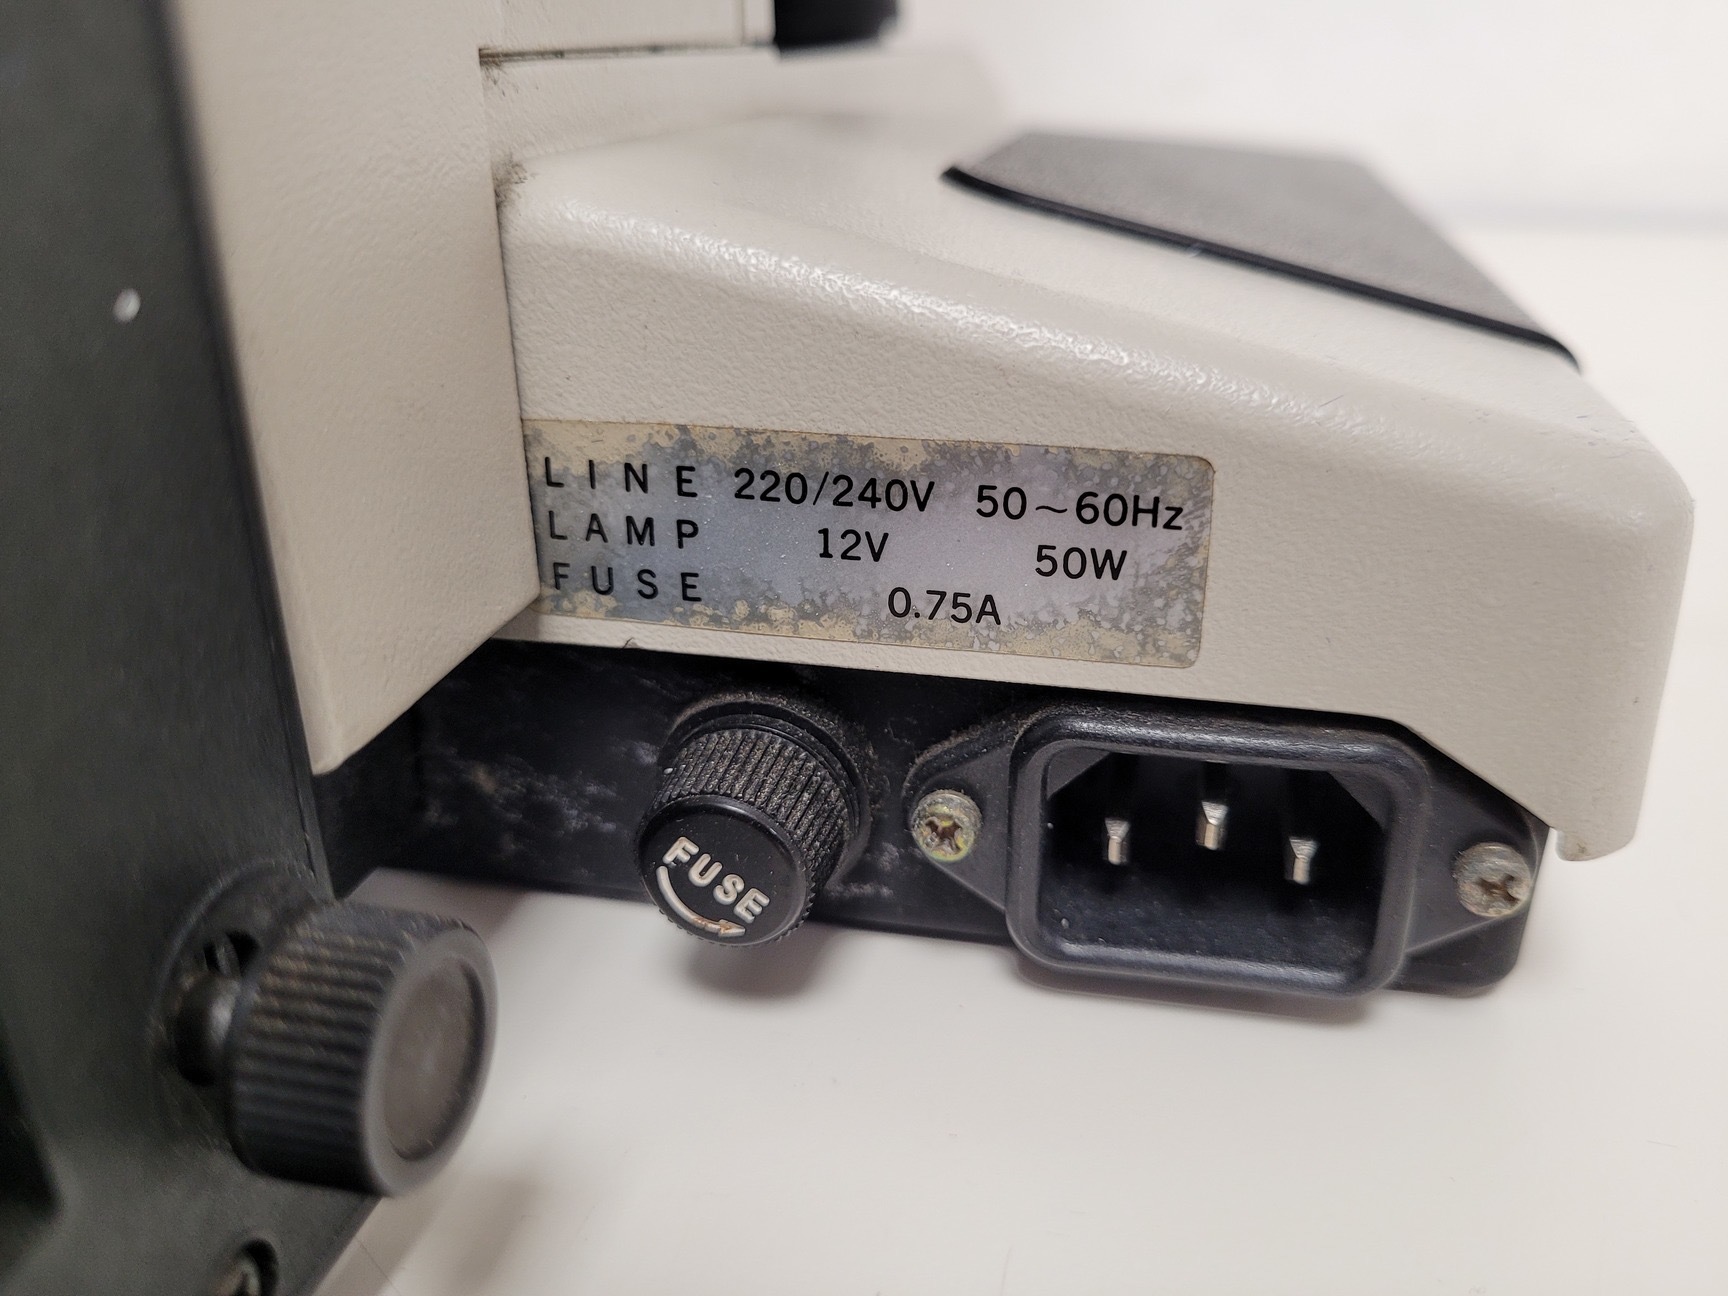 LINE 220/240V 50~60Hz
LAMP 12V 50W
FUSE 0.75A
FUSE